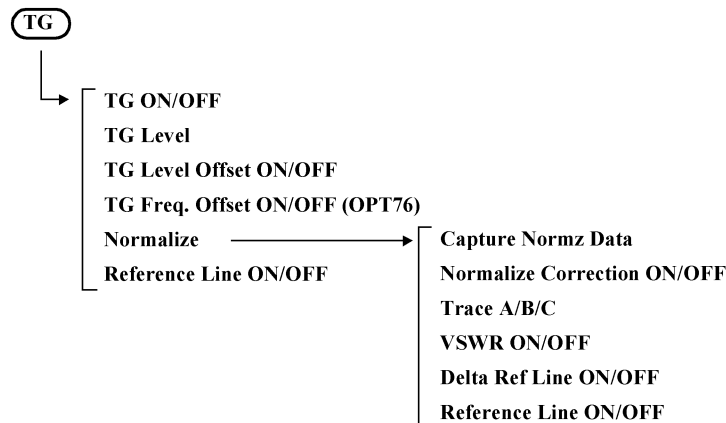 TG
TG ON/OFF
TG Level
TG Level Offset ON/OFF
TG Freq. Offset ON/OFF (OPT76)
Normalize
Reference Line ON/OFF
Capture Normz Data
Normalize Correction ON/OFF
Trace A/B/C
VSWR ON/OFF
Delta Ref Line ON/OFF
Reference Line ON/OFF